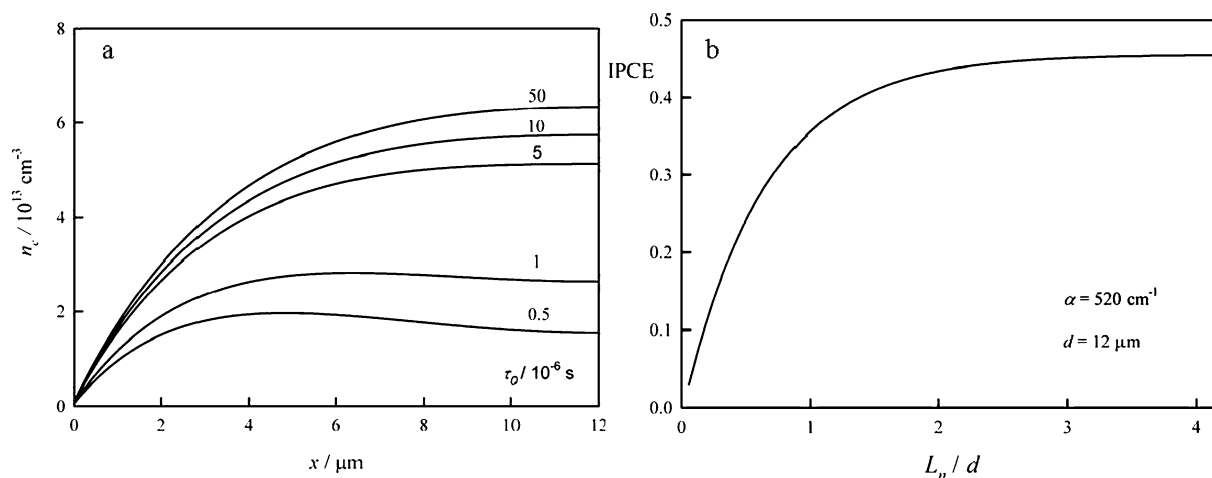 a
8
6
4
2
0
n_c / 10^13 cm^-3
50
10
5
1
0.5
τ_0 / 10^-6 s
0 2 4 6 8 10 12
x / μm
b
IPCE
0.5
0.4
0.3
0.2
0.1
0.0
α = 520 cm^-1
d = 12 μm
0 1 2 3 4
L_n / d